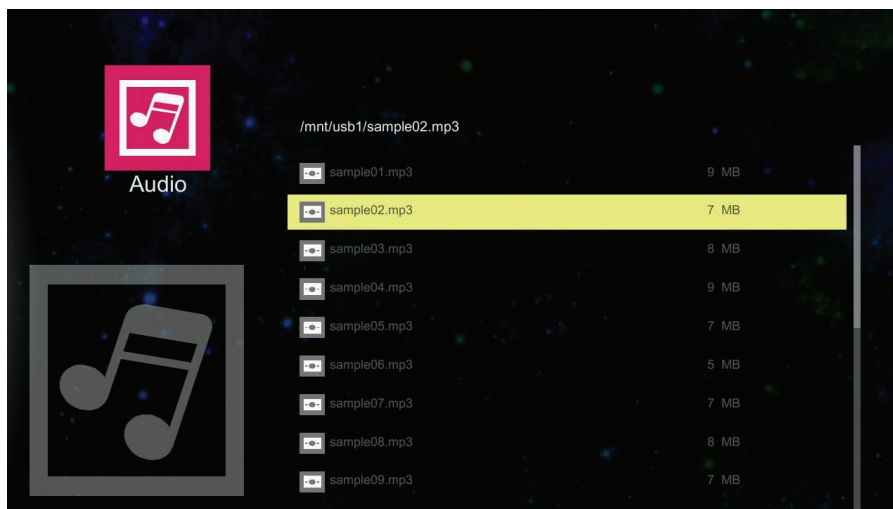 Audio
/mnt/usb1/sample02.mp3
sample01.mp3 9 MB
sample02.mp3 7 MB
sample03.mp3 8 MB
sample04.mp3 9 MB
sample05.mp3 7 MB
sample06.mp3 5 MB
sample07.mp3 7 MB
sample08.mp3 8 MB
sample09.mp3 7 MB